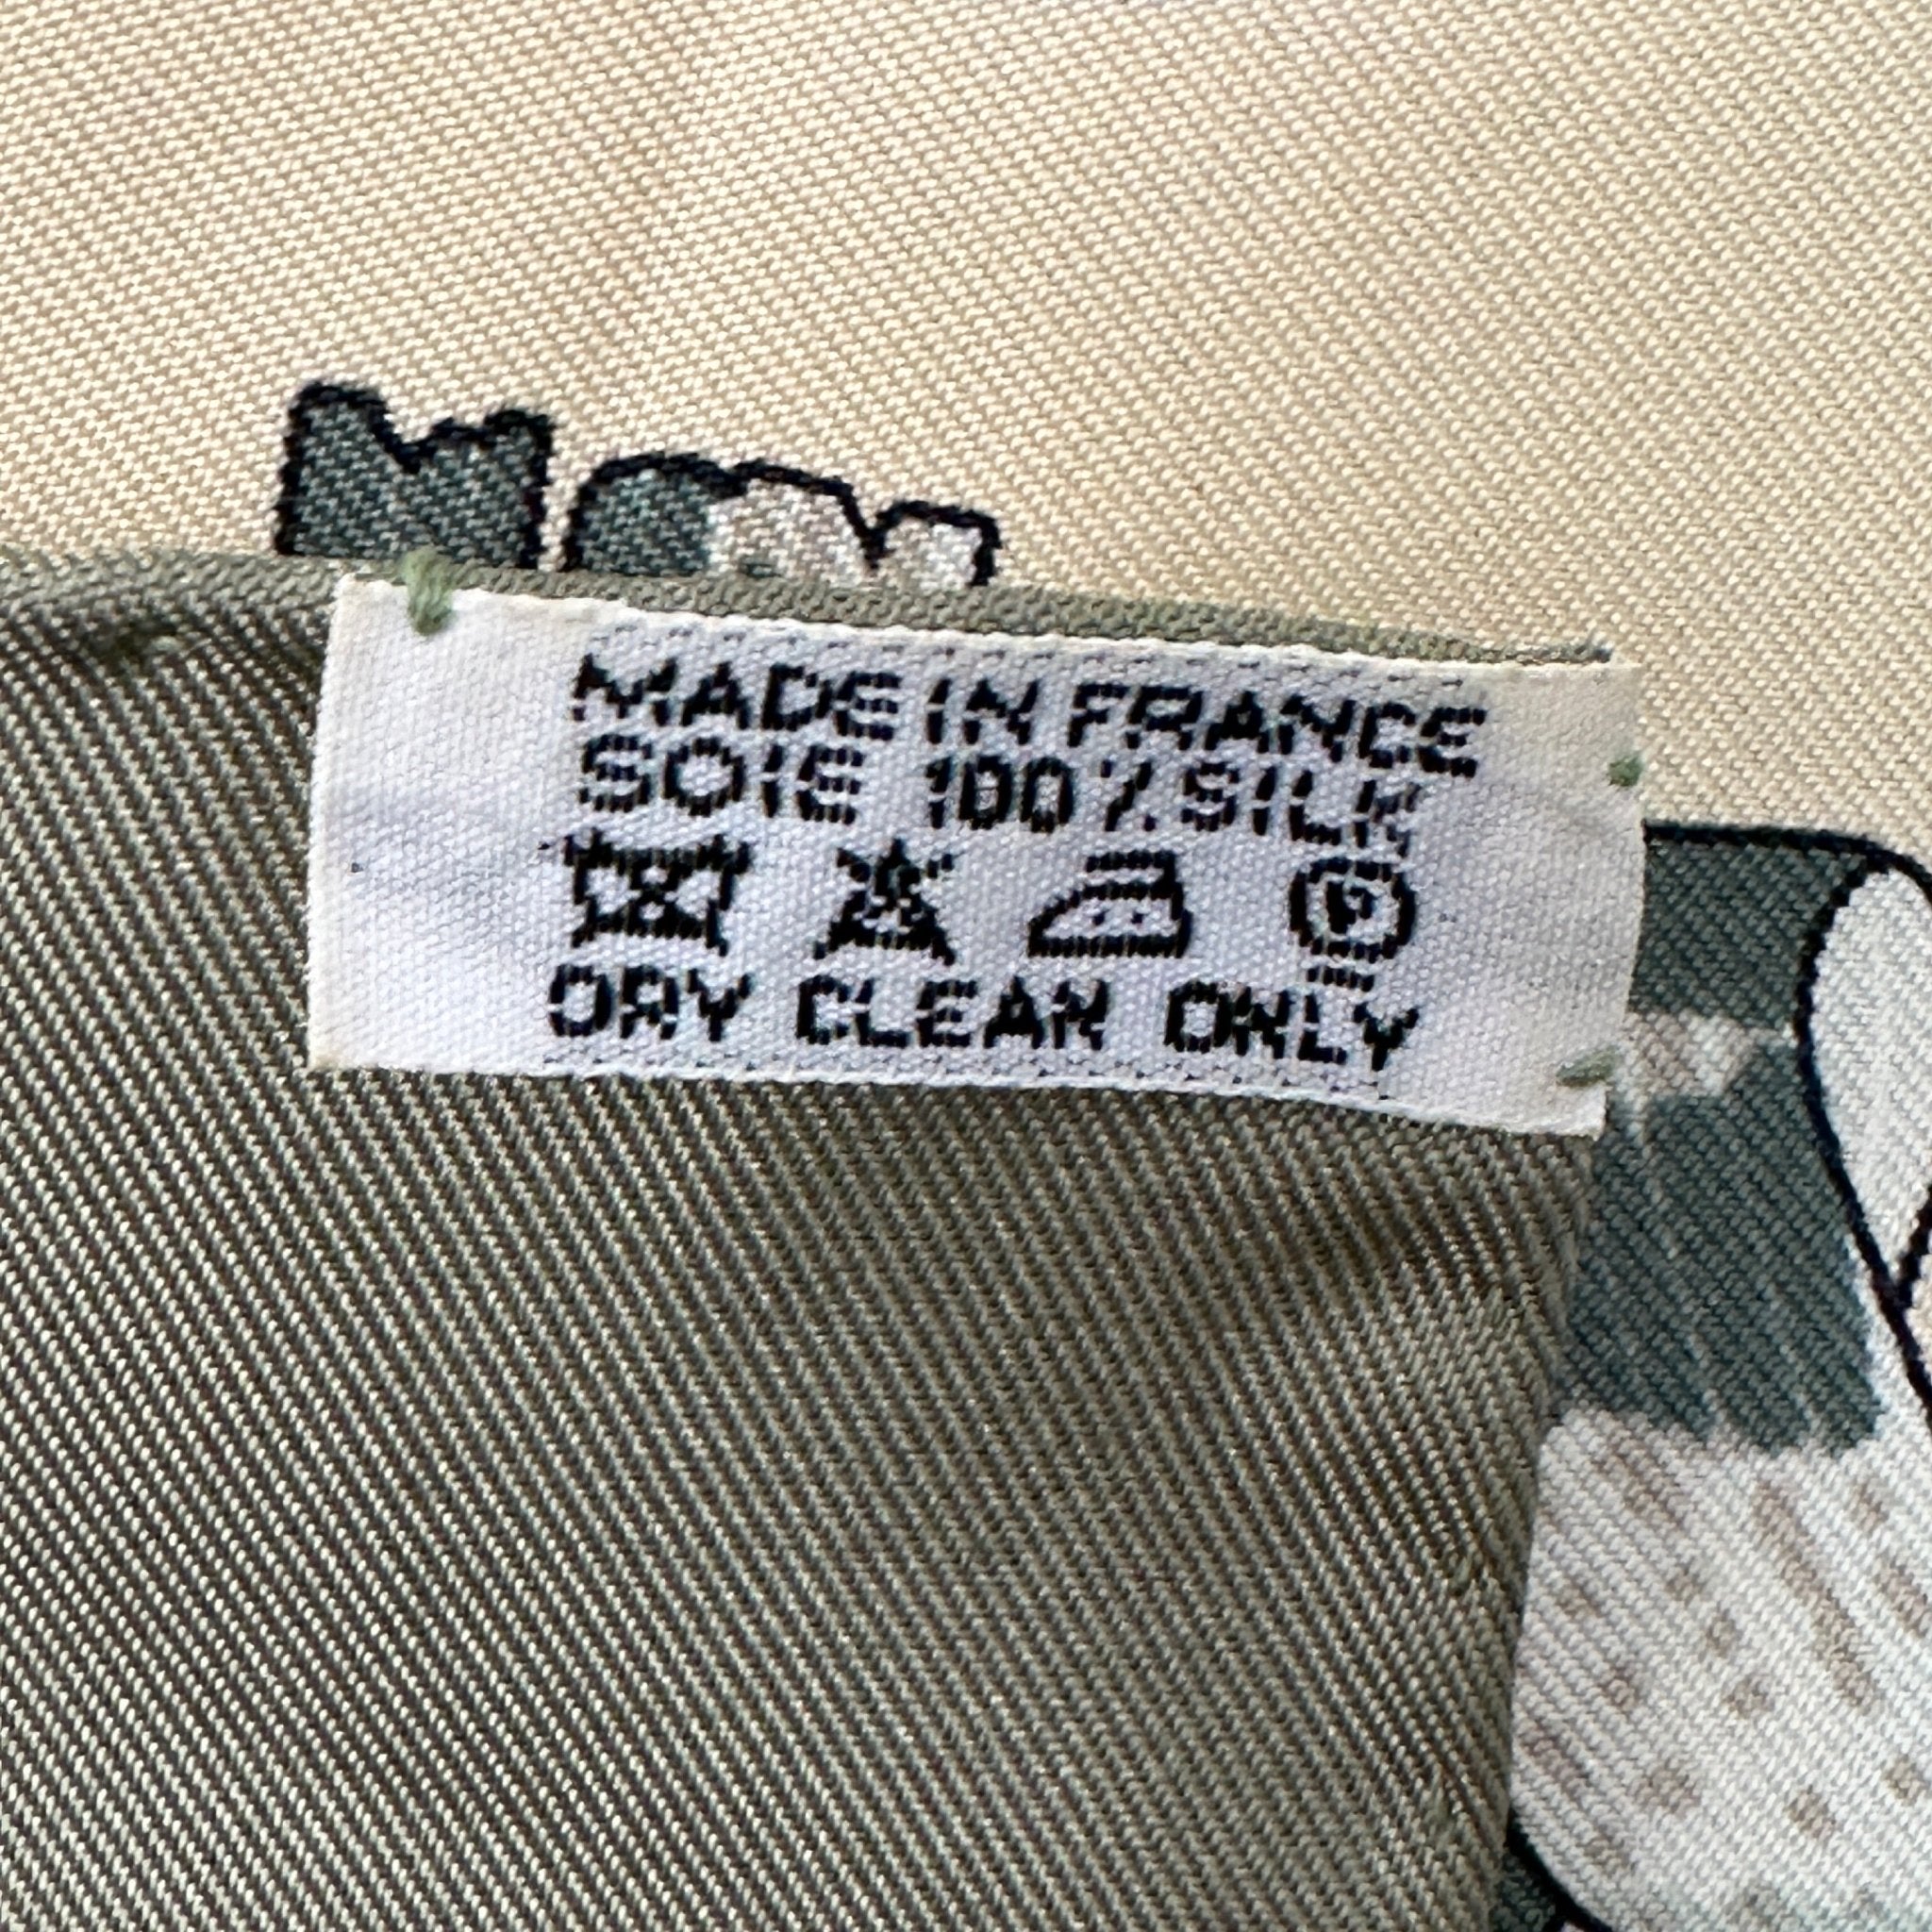 MADE IN FRANCE
SOIE 100% SILK
P
DRY CLEAN ONLY